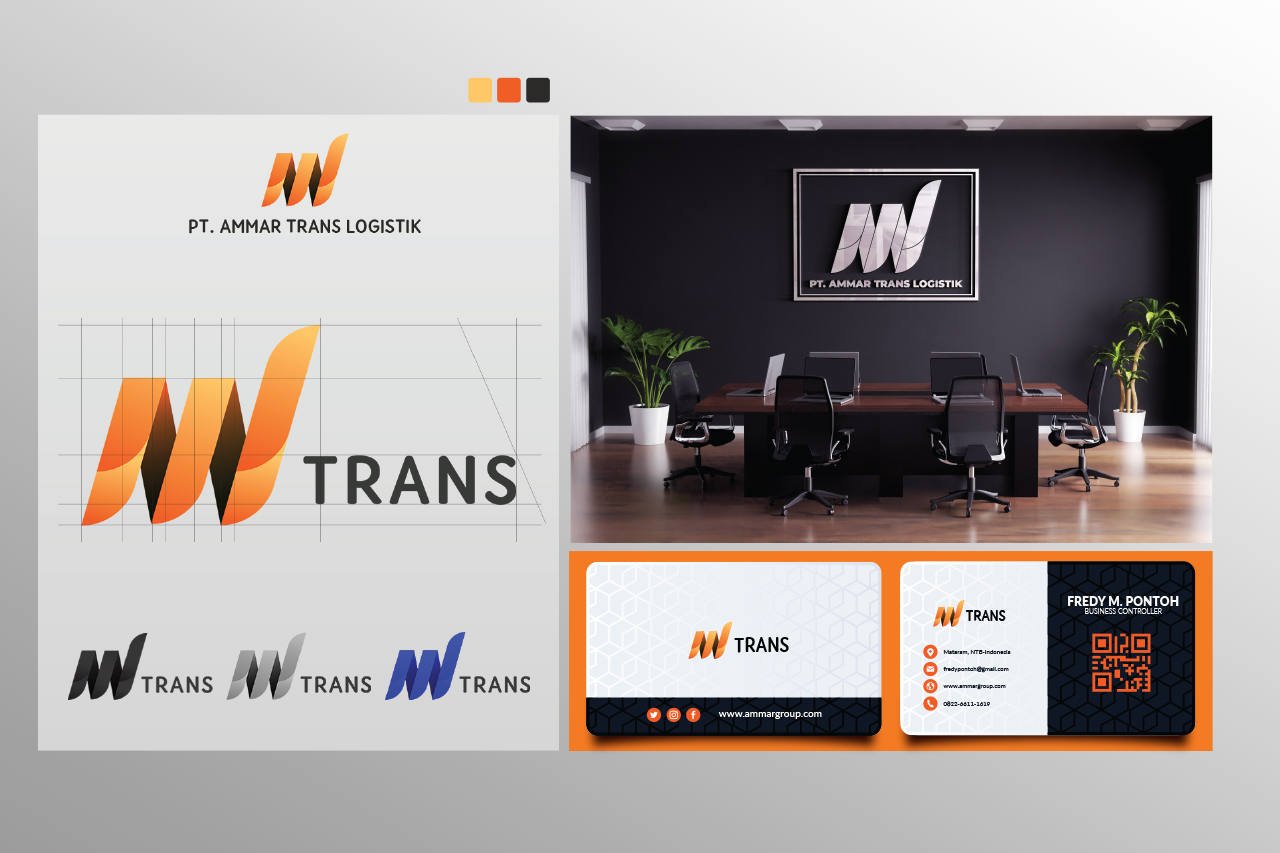 PT. AMMAR TRANS LOGISTIK
TRANS
TRANS
TRANS
TRANS
PT. AMMAR TRANS LOGISTIK
TRANS
www.ammargroup.com
TRANS
Mataram, NTB-Indonesia
fredypontoh@gmail.com
www.ammargroup.com
0822-6611-1619
FREDY M. PONTOH
BUSINESS CONTROLLER